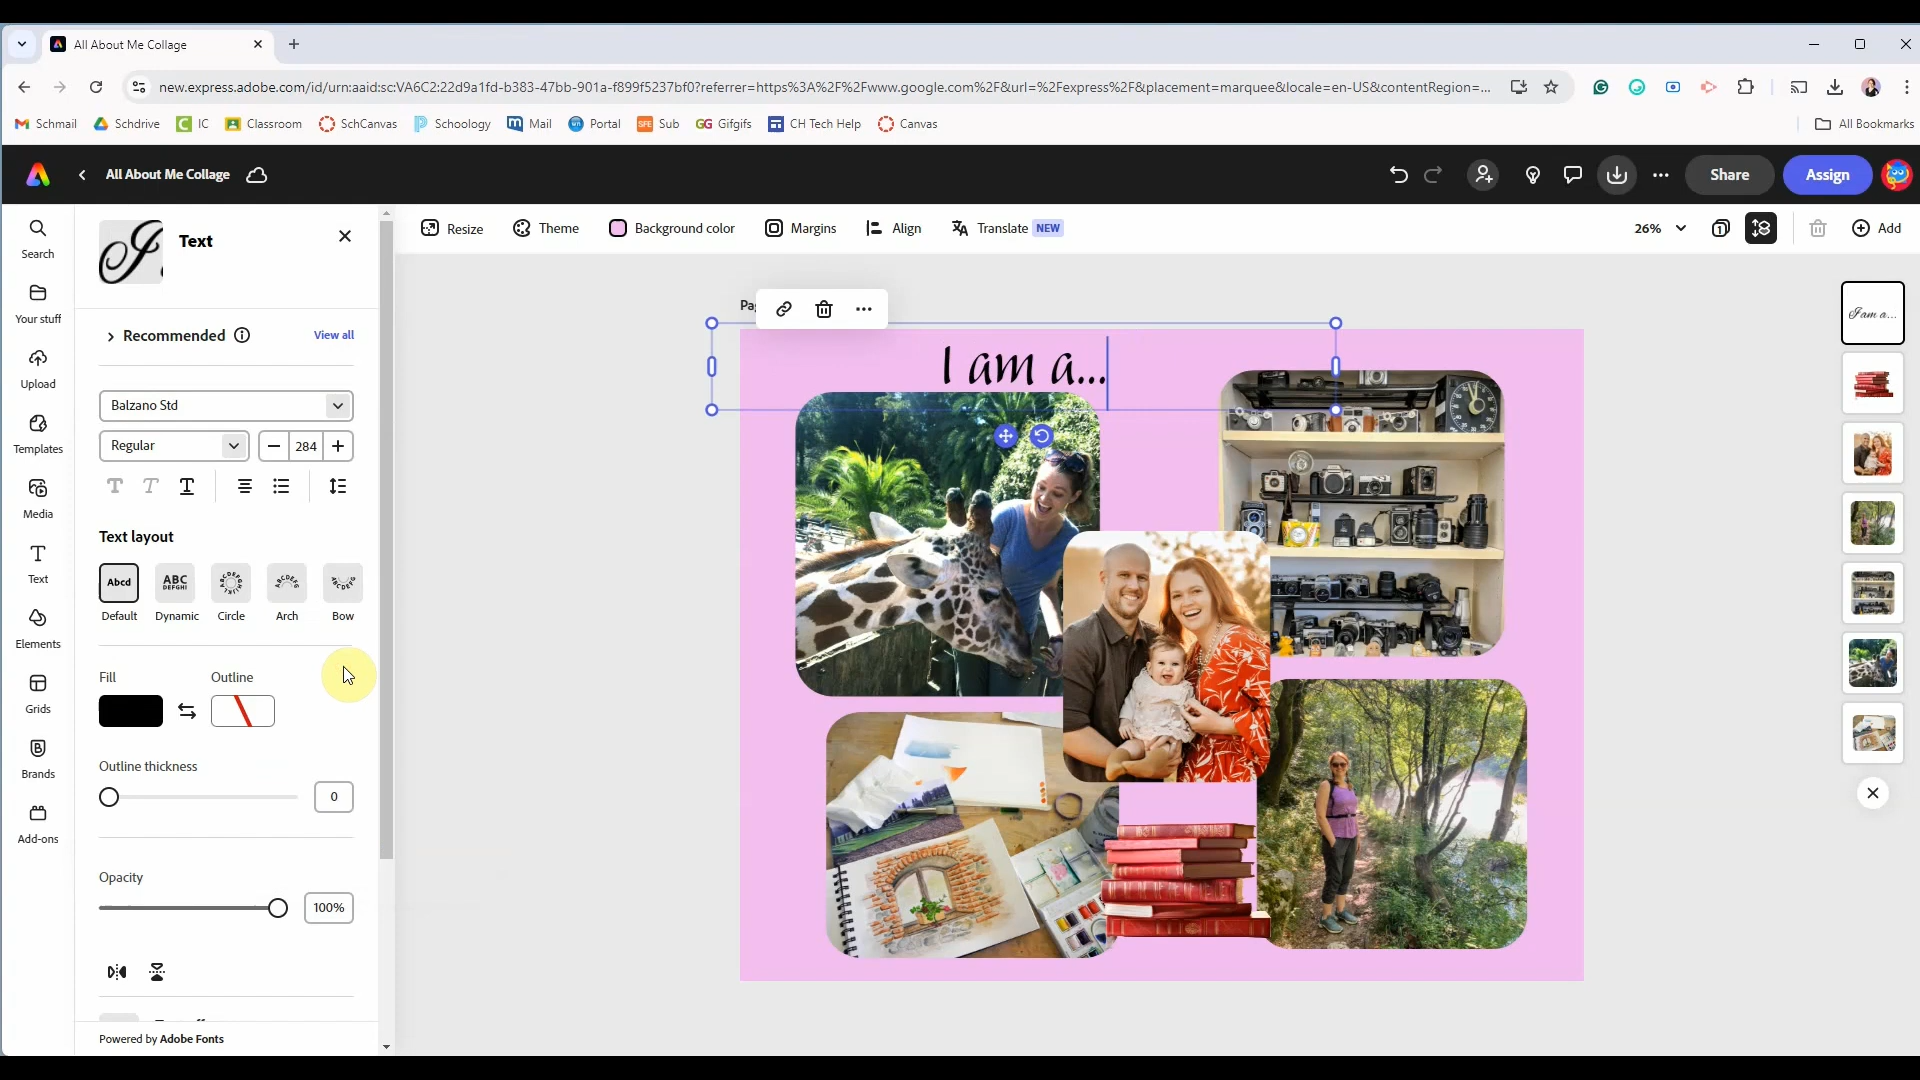 All About Me Collage
new.express.adobe.com/id/urn:aaid:sc:VA6C2:22d9a1fd-b383-47bb-901a-f899f5237bf0?referrer=https%3A%2F%2Fwww.google.com%2F&url=%2Fexpress%2F&placement=marquee&locale=en-US&contentRegion=...
Schmail Schdrive IC Classroom SchCanvas Schoology Mail Portal Sub Gifgifs CH Tech Help Canvas All Bookmarks
All About Me Collage Share Assign
Search
Your stuff
Upload
Templates
Media
Text
Elements
Grids
Brands
Add-ons
Text
Recommended View all
Balzano Std
Regular 284
Text layout
Abcd
Default Dynamic Circle Arch Bow
Fill Outline
Outline thickness
0
Opacity
100%
Powered by Adobe Fonts
Resize Theme Background color Margins Align Translate NEW 26% Add
I am a...
I am a...